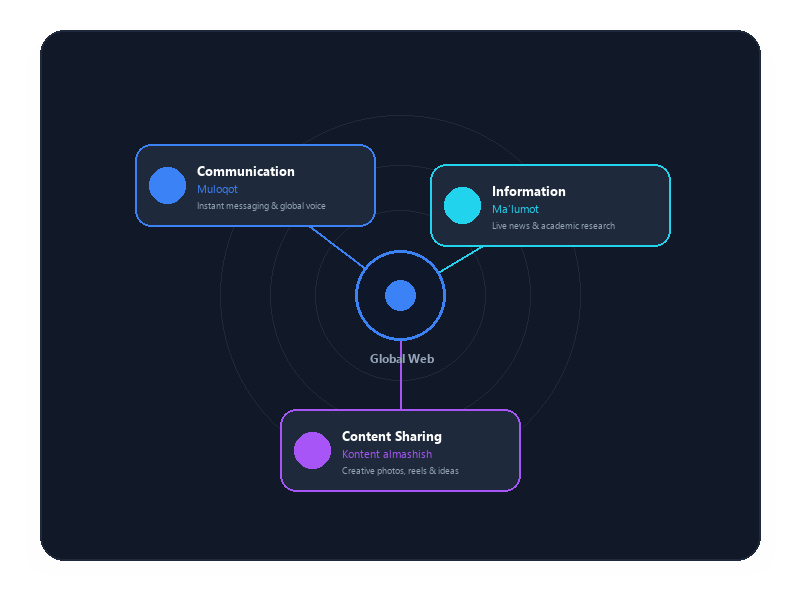 Communication
Muloqot
Instant messaging & global voice
Information
Ma'lumot
Live news & academic research
Global Web
Content Sharing
Kontent almashish
Creative photos, reels & ideas